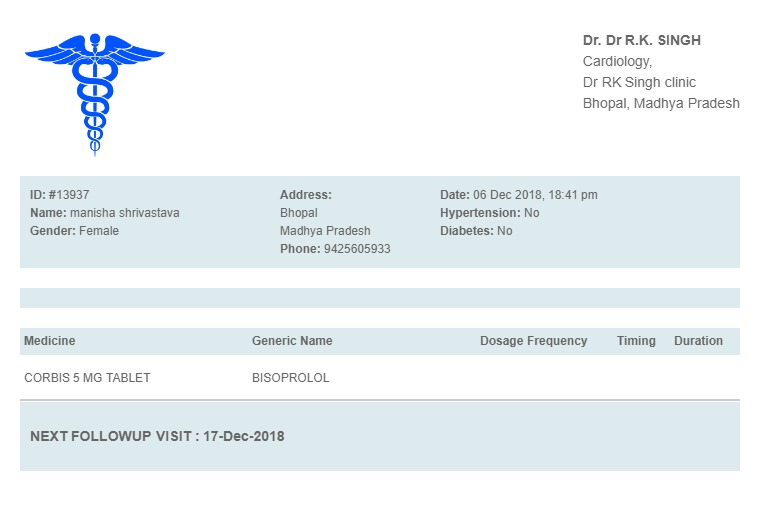 Dr. Dr R.K. SINGH
Cardiology,
Dr RK Singh clinic
Bhopal, Madhya Pradesh
ID: #13937
Name: manisha shrivastava
Gender: Female
Address:
Bhopal
Madhya Pradesh
Phone: 9425605933
Date: 06 Dec 2018, 18:41 pm
Hypertension: No
Diabetes: No
Medicine Generic Name Dosage Frequency Timing Duration
CORBIS 5 MG TABLET BISOPROLOL
NEXT FOLLOWUP VISIT : 17-Dec-2018